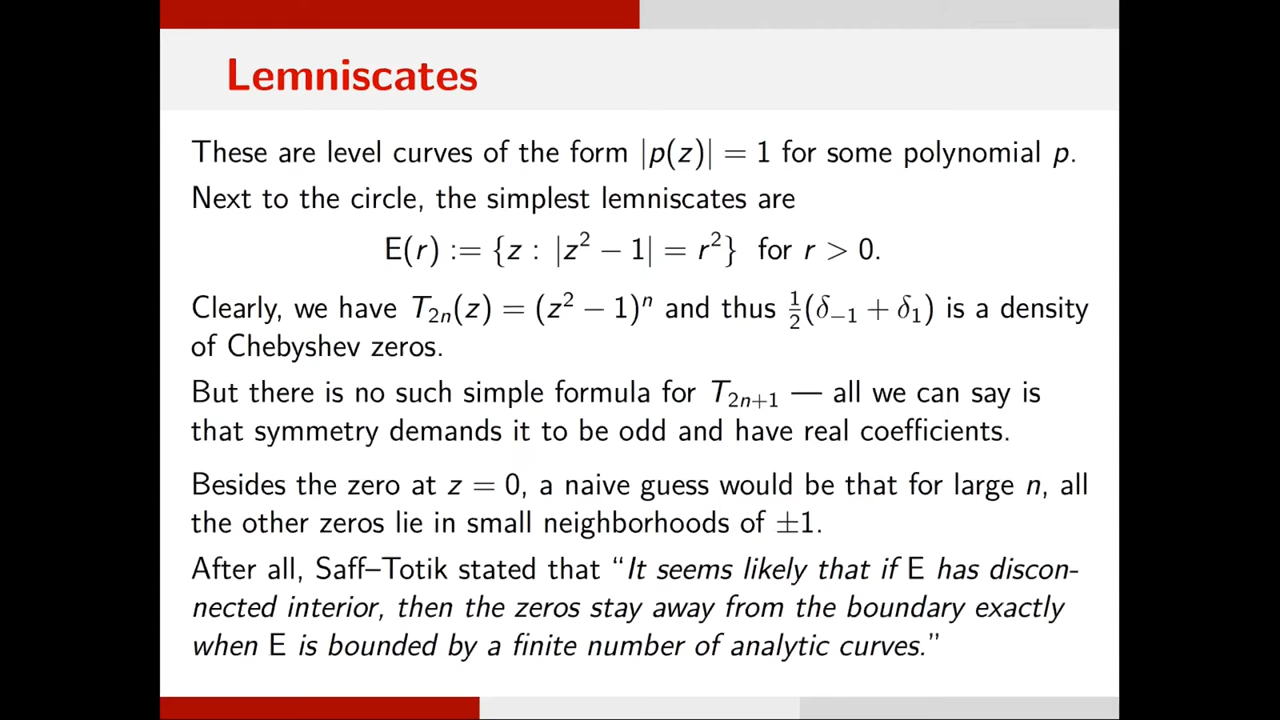 Lemniscates
These are level curves of the form |p(z)| = 1 for some polynomial p.
Next to the circle, the simplest lemniscates are
E(r) := {z : |z² − 1| = r²} for r > 0.
Clearly, we have T₂ₙ(z) = (z² − 1)ⁿ and thus ½(δ₋₁ + δ₁) is a density
of Chebyshev zeros.
But there is no such simple formula for T₂ₙ₊₁ — all we can say is
that symmetry demands it to be odd and have real coefficients.
Besides the zero at z = 0, a naive guess would be that for large n, all
the other zeros lie in small neighborhoods of ±1.
After all, Saff–Totik stated that “It seems likely that if E has discon-
nected interior, then the zeros stay away from the boundary exactly
when E is bounded by a finite number of analytic curves.”